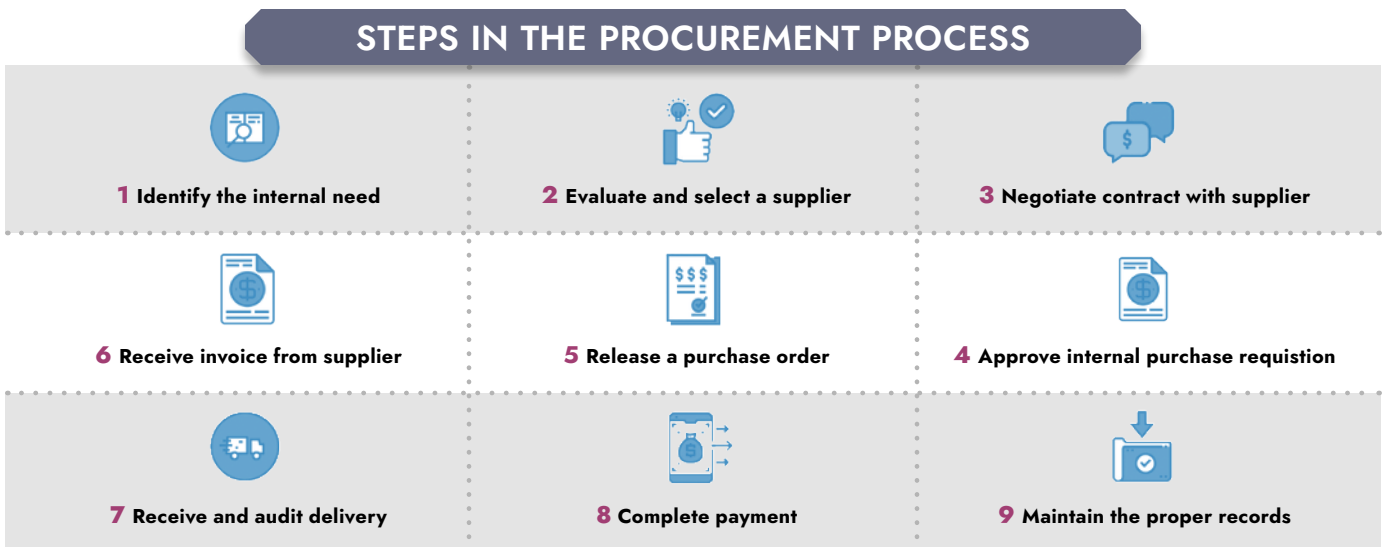 STEPS IN THE PROCUREMENT PROCESS
1 Identify the internal need
2 Evaluate and select a supplier
3 Negotiate contract with supplier
6 Receive invoice from supplier
5 Release a purchase order
4 Approve internal purchase requistion
7 Receive and audit delivery
8 Complete payment
9 Maintain the proper records